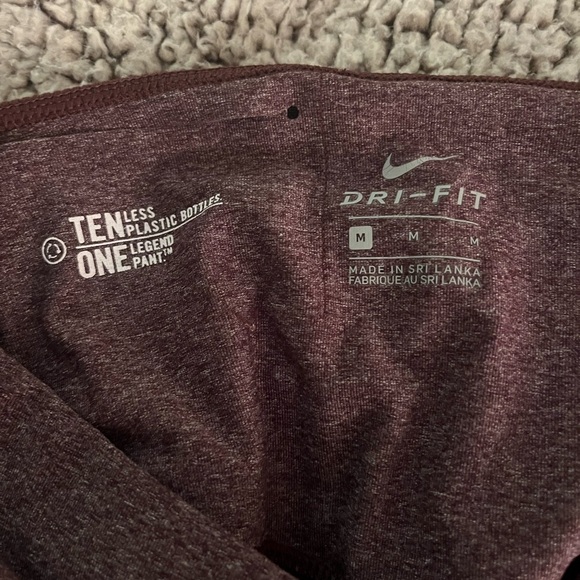 TEN LESS PLASTIC BOTTLES.
ONE LEGEND PANT.™
DRI-FIT
M M M
MADE IN SRI LANKA
FABRIQUE AU SRI LANKA